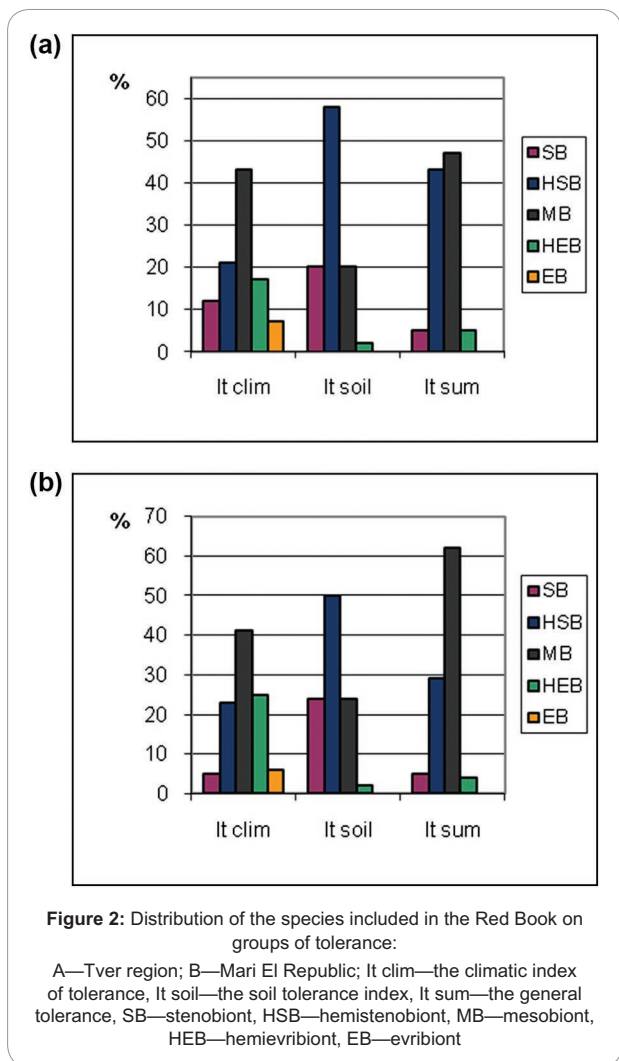 (a)
%
60
50
40
30
20
10
0
It clim It soil It sum
SB
HSB
MB
HEB
EB
(b)
%
70
60
50
40
30
20
10
0
It clim It soil It sum
SB
HSB
MB
HEB
EB
Figure 2: Distribution of the species included in the Red Book on
groups of tolerance:
A—Tver region; B—Mari El Republic; It clim—the climatic index
of tolerance, It soil—the soil tolerance index, It sum—the general
tolerance, SB—stenobiont, HSB—hemistenobiont, MB—mesobiont,
HEB—hemievribiont, EB—evribiont